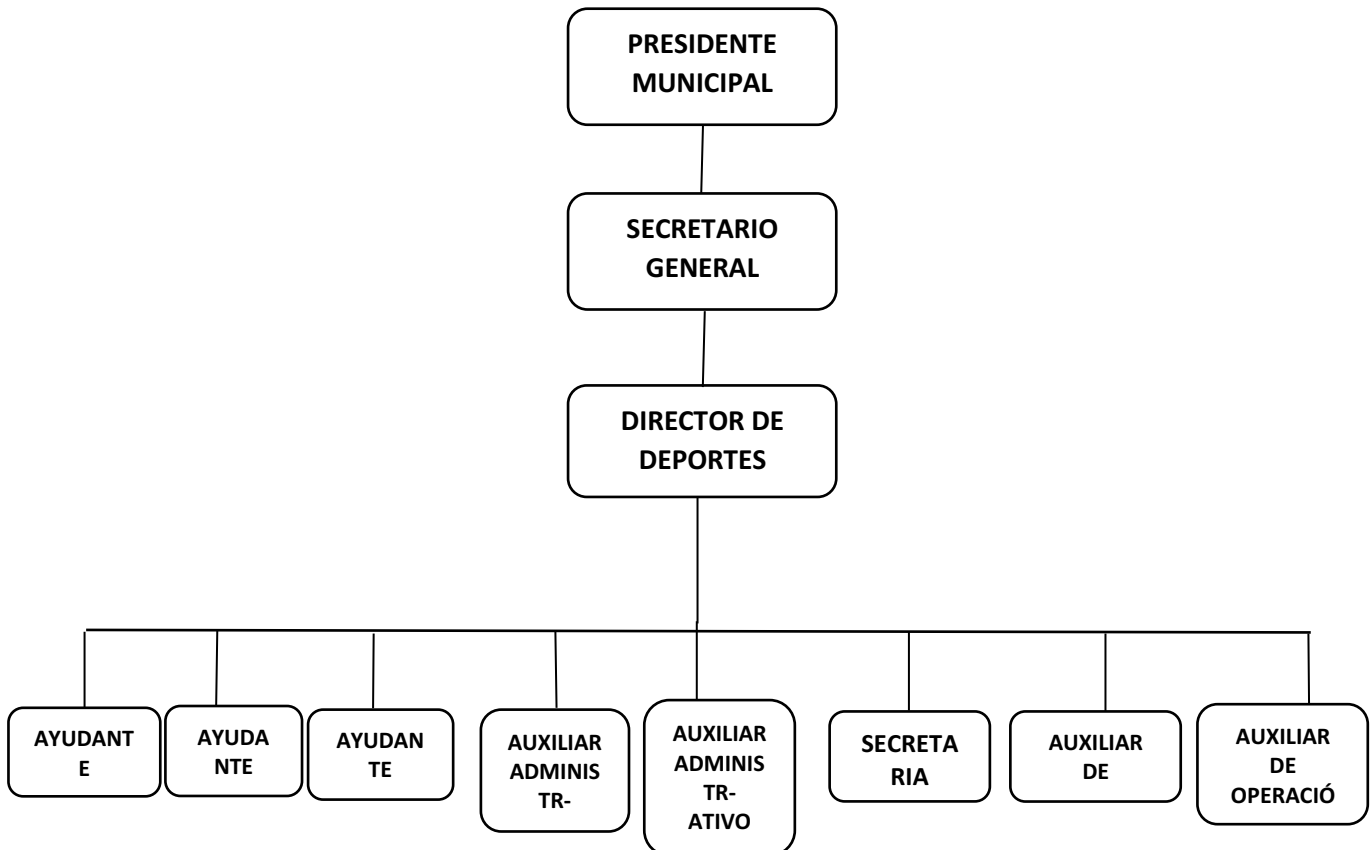 PRESIDENTE
MUNICIPAL
SECRETARIO
GENERAL
DIRECTOR DE
DEPORTES
AYUDANT
E
AYUDA
NTE
AYUDAN
TE
AUXILIAR
ADMINIS
TR-
AUXILIAR
ADMINIS
TR-
ATIVO
SECRETA
RIA
AUXILIAR
DE
AUXILIAR
DE
OPERACIÓ